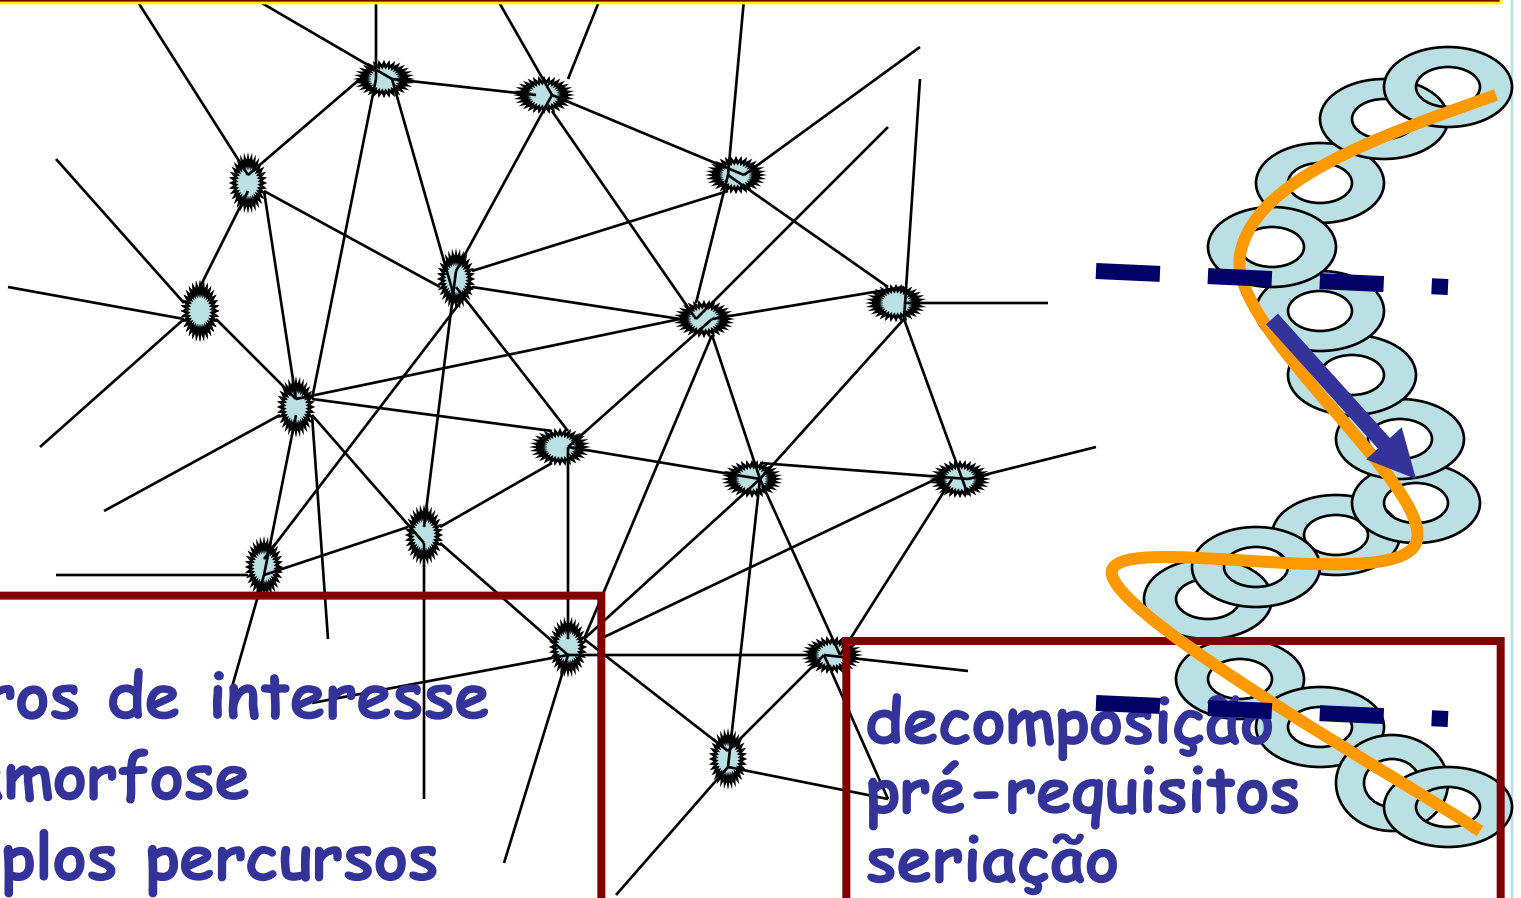 ros de interesse
morfose
plos percursos
decomposição
pré-requisitos
seriação